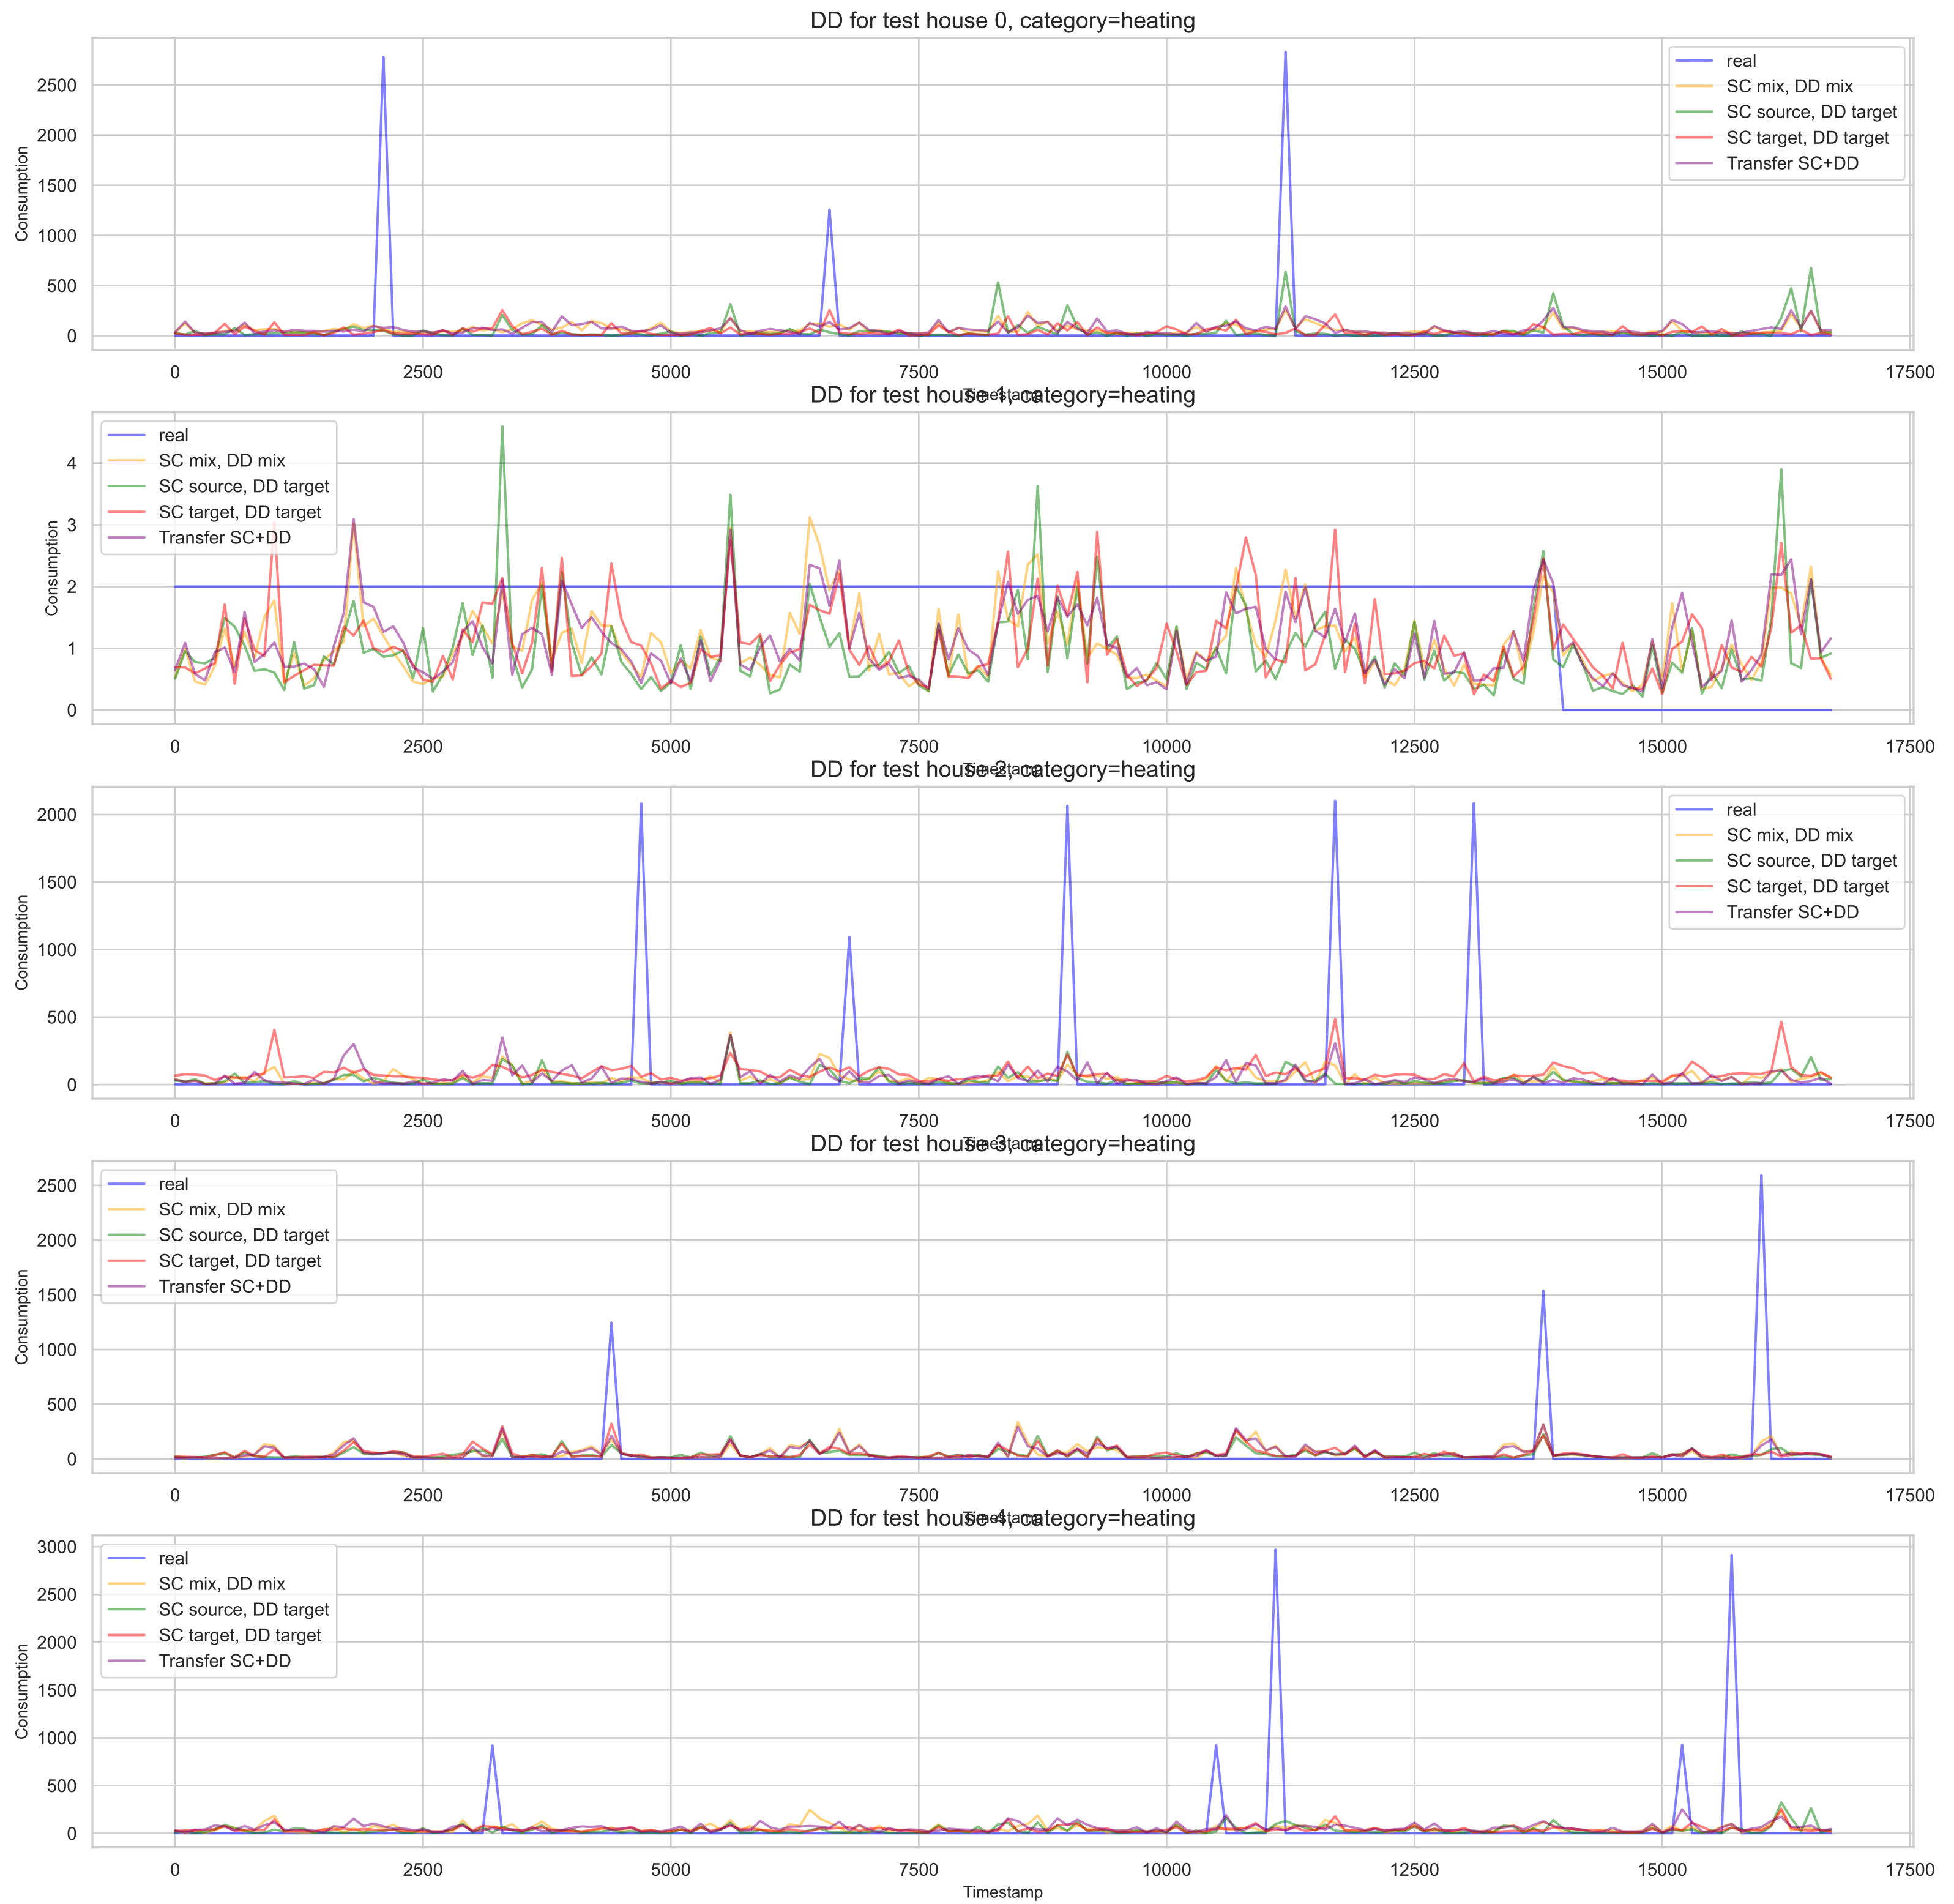 DD for test house 0, category=heating
Consumption
2500
2000
1500
1000
500
0
real
SC mix, DD mix
SC source, DD target
SC target, DD target
Transfer SC+DD
0 2500 5000 7500 10000 12500 15000 17500
Timestamp
DD for test house 1, category=heating
Consumption
4
3
2
1
0
real
SC mix, DD mix
SC source, DD target
SC target, DD target
Transfer SC+DD
0 2500 5000 7500 10000 12500 15000 17500
Timestamp
DD for test house 2, category=heating
Consumption
2000
1500
1000
500
0
real
SC mix, DD mix
SC source, DD target
SC target, DD target
Transfer SC+DD
0 2500 5000 7500 10000 12500 15000 17500
Timestamp
DD for test house 3, category=heating
Consumption
2500
2000
1500
1000
500
0
real
SC mix, DD mix
SC source, DD target
SC target, DD target
Transfer SC+DD
0 2500 5000 7500 10000 12500 15000 17500
Timestamp
DD for test house 4, category=heating
Consumption
3000
2500
2000
1500
1000
500
0
real
SC mix, DD mix
SC source, DD target
SC target, DD target
Transfer SC+DD
0 2500 5000 7500 10000 12500 15000 17500
Timestamp